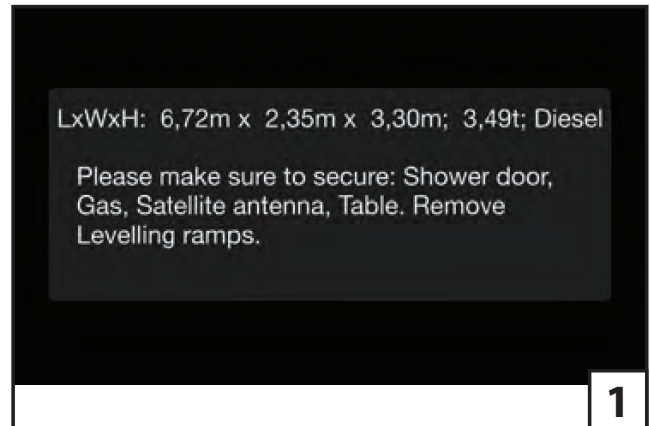 LxWxH: 6,72m x 2,35m x 3,30m; 3,49t; Diesel
Please make sure to secure: Shower door,
Gas, Satellite antenna, Table. Remove
Levelling ramps.
1